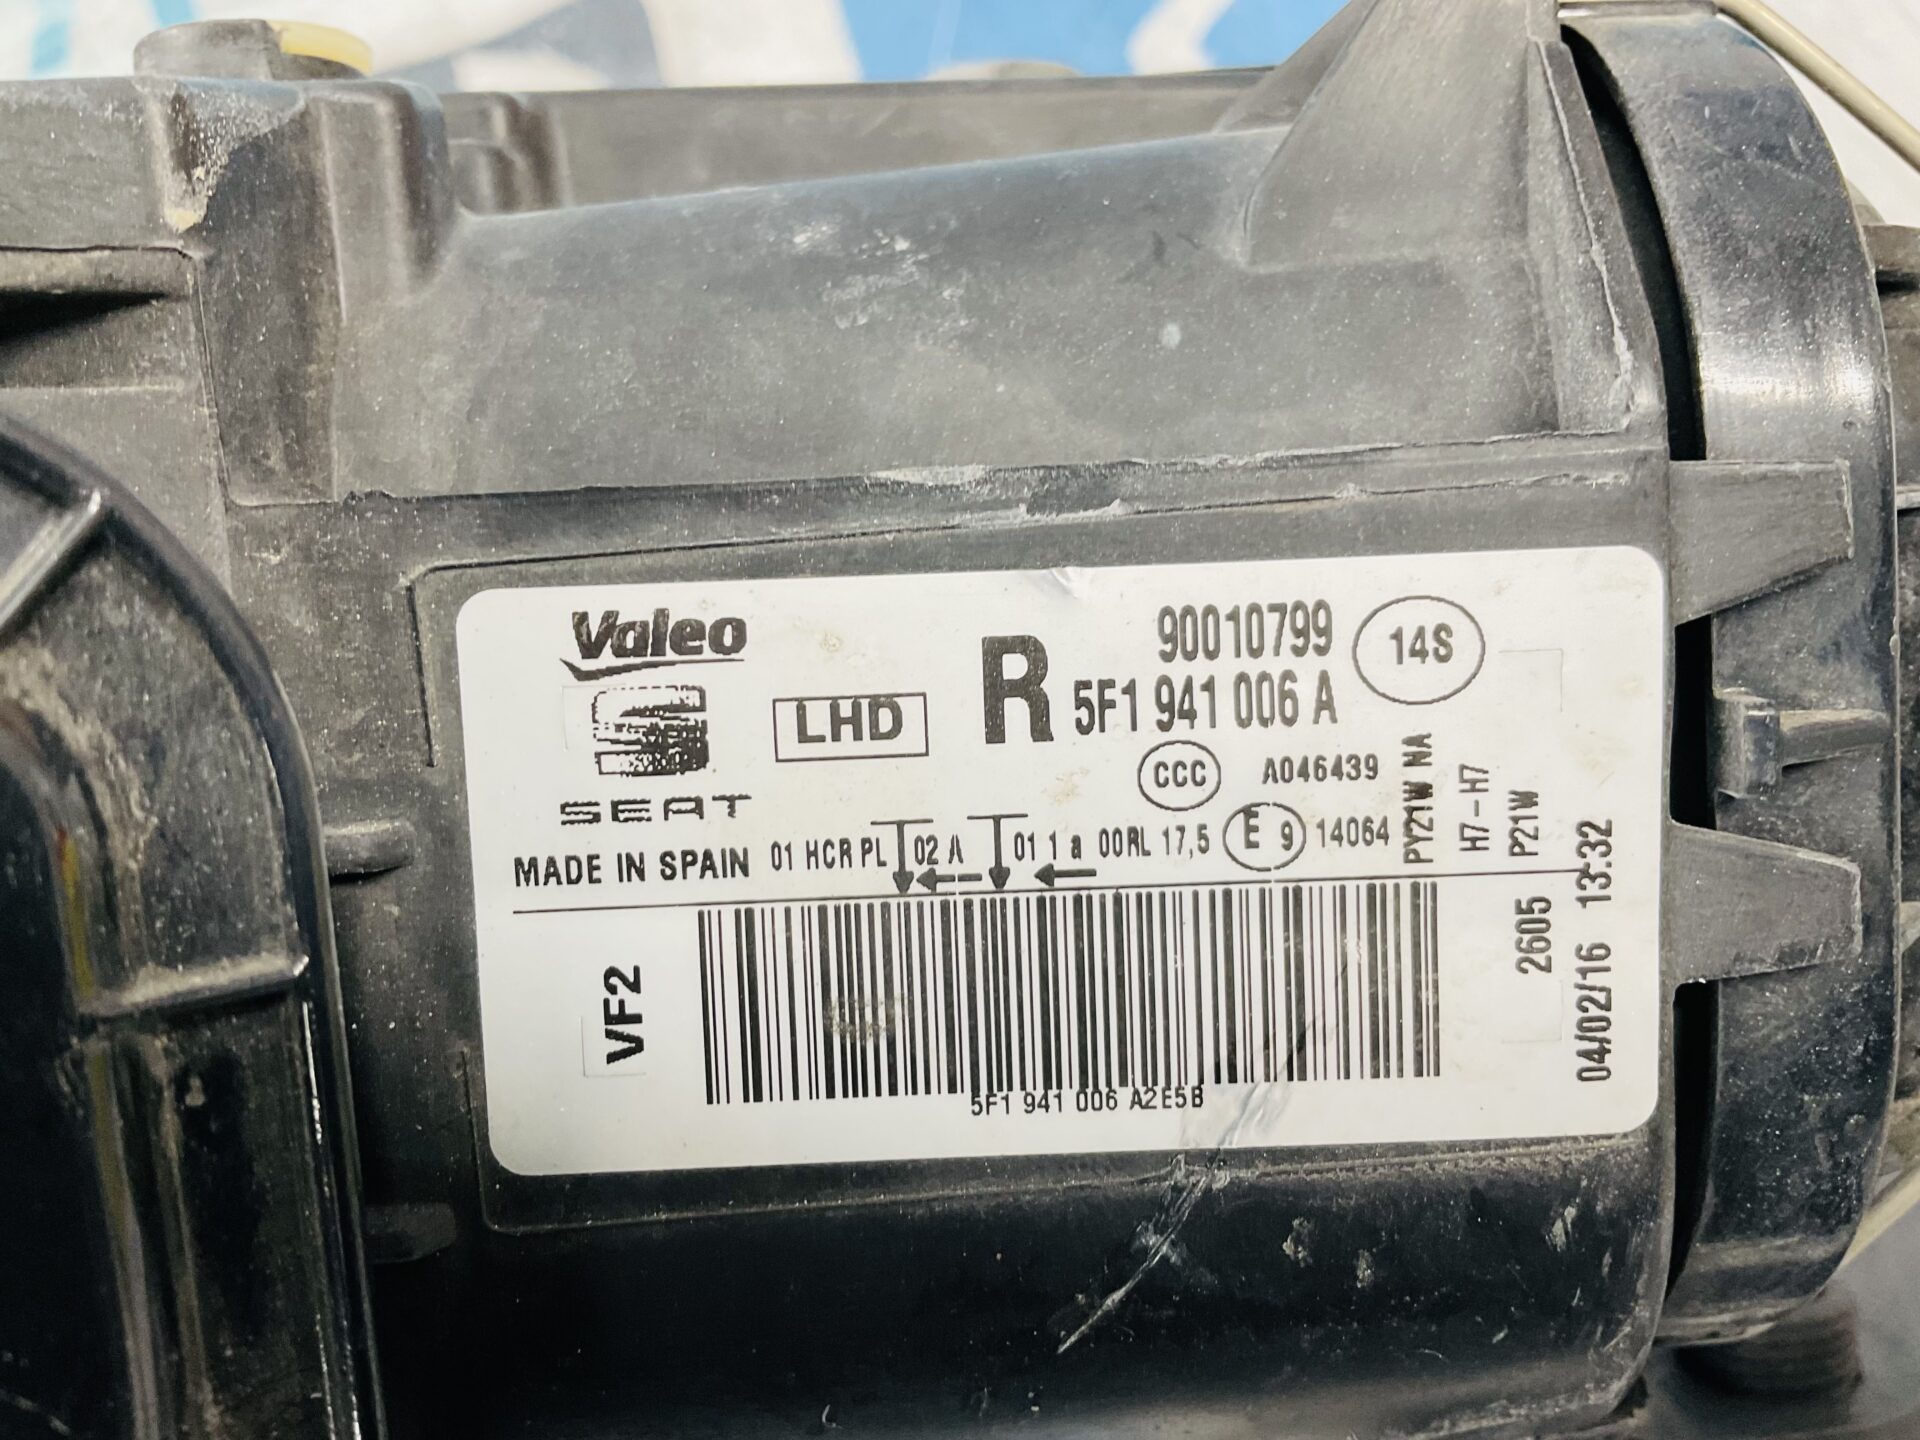 Valeo
SEAT
MADE IN SPAIN
LHD
R
90010799
5F1 941 006 A
14S
CCC A046439
01 HCR PL 02 A 01 1 a 00RL 17,5 E 9 14064
PY21W NA
H7-H7
P21W
VF2
5F1 941 006 A2E5B
2605
04/02/16 13:32